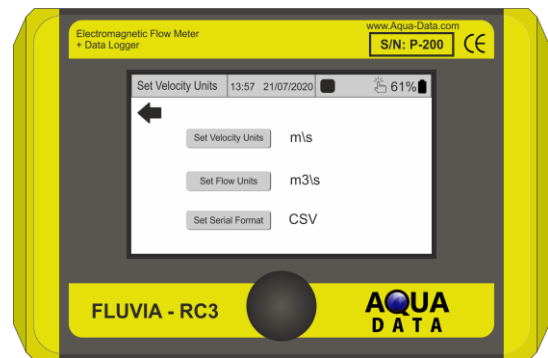 Electromagnetic Flow Meter
+ Data Logger
www.Aqua-Data.com
S/N: P-200
CE
Set Velocity Units 13:57 21/07/2020 61%
Set Velocity Units m\s
Set Flow Units m3\s
Set Serial Format CSV
FLUVIA - RC3
AQUA
DATA